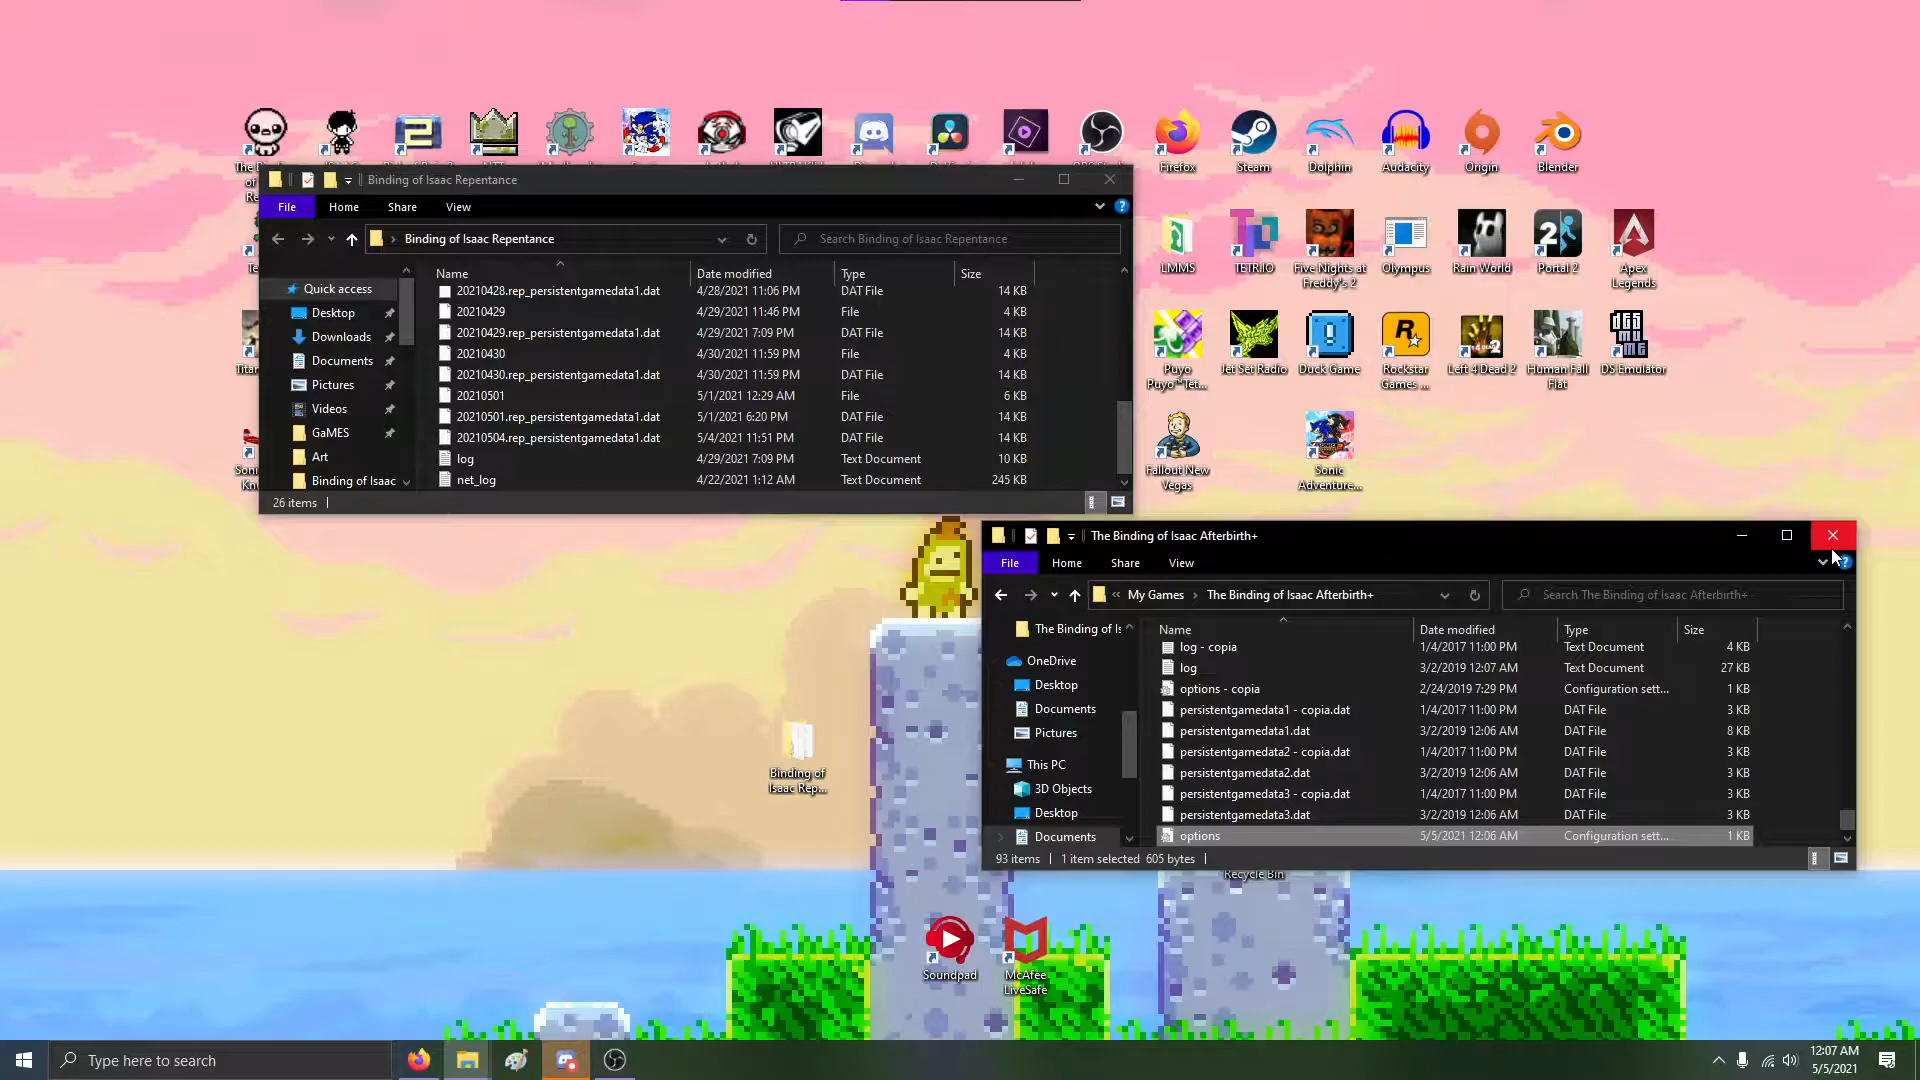 Firefox
Steam
Dolphin
Audacity
Origin
Blender
Binding of Isaac Repentance
File Home Share View
Binding of Isaac Repentance
Search Binding of Isaac Repentance
Quick access
Desktop
Downloads
Documents
Pictures
Videos
GaMES
Art
Binding of Isaac
Name Date modified Type Size
20210428.rep_persistentgamedata1.dat 4/28/2021 11:06 PM DAT File 14 KB
20210429 4/29/2021 11:46 PM File 4 KB
20210429.rep_persistentgamedata1.dat 4/29/2021 7:09 PM DAT File 14 KB
20210430 4/30/2021 11:59 PM File 4 KB
20210430.rep_persistentgamedata1.dat 4/30/2021 11:59 PM DAT File 14 KB
20210501 5/1/2021 12:29 AM File 6 KB
20210501.rep_persistentgamedata1.dat 5/1/2021 6:20 PM DAT File 14 KB
20210504.rep_persistentgamedata1.dat 5/4/2021 11:51 PM DAT File 14 KB
log 4/29/2021 7:09 PM Text Document 10 KB
net_log 4/22/2021 1:12 AM Text Document 245 KB
26 items
LMMS
TETR.IO
Five Nights at
Freddy's 2
Olympus
Rain World
Portal 2
Apex
Legends
Puyo
Puyo™Tet...
Jet Set Radio
Duck Game
Rockstar
Games ...
Left 4 Dead 2
Human Fall
Flat
DS Emulator
Fallout New
Vegas
Sonic
Adventure...
The Binding of Isaac Afterbirth+
File Home Share View
My Games The Binding of Isaac Afterbirth+
Search The Binding of Isaac Afterbirth+
The Binding of Is
OneDrive
Desktop
Documents
Pictures
This PC
3D Objects
Desktop
Documents
Name Date modified Type Size
log - copia 1/4/2017 11:00 PM Text Document 4 KB
log 3/2/2019 12:07 AM Text Document 27 KB
options - copia 2/24/2019 7:29 PM Configuration sett... 1 KB
persistentgamedata1 - copia.dat 1/4/2017 11:00 PM DAT File 3 KB
persistentgamedata1.dat 3/2/2019 12:06 AM DAT File 8 KB
persistentgamedata2 - copia.dat 1/4/2017 11:00 PM DAT File 3 KB
persistentgamedata2.dat 3/2/2019 12:06 AM DAT File 3 KB
persistentgamedata3 - copia.dat 1/4/2017 11:00 PM DAT File 3 KB
persistentgamedata3.dat 3/2/2019 12:06 AM DAT File 3 KB
options 5/5/2021 12:06 AM Configuration sett... 1 KB
93 items 1 item selected 605 bytes
Binding of
Isaac Rep...
Recycle Bin
Soundpad
McAfee
LiveSafe
Type here to search
12:07 AM
5/5/2021